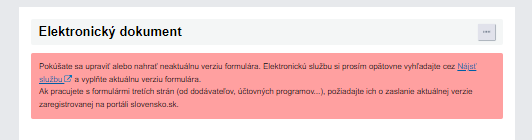 Elektronický dokument
Pokúšate sa upraviť alebo nahrať neaktuálnu verziu formulára. Elektronickú službu si prosím opätovne vyhľadajte cez Nájsť
službu a vyplňte aktuálnu verziu formulára.
Ak pracujete s formulármi tretích strán (od dodávateľov, účtovných programov...), požiadajte ich o zaslanie aktuálnej verzie
zaregistrovanej na portáli slovensko.sk.